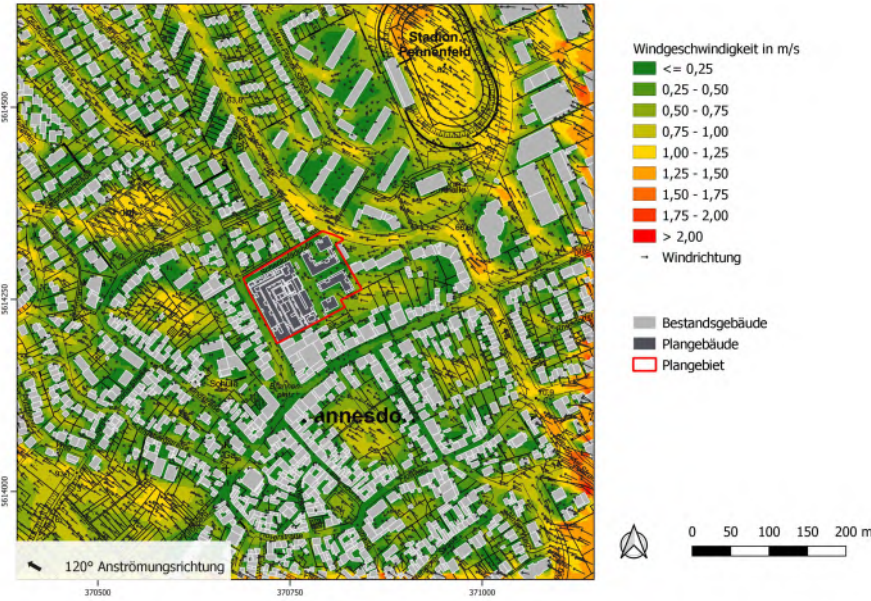 Stadion
Pennenfeld
5614500
5614250
5614000
Schule
annesdo
120° Anströmungsrichtung
370500
370750
371000
Windgeschwindigkeit in m/s
<= 0,25
0,25 - 0,50
0,50 - 0,75
0,75 - 1,00
1,00 - 1,25
1,25 - 1,50
1,50 - 1,75
1,75 - 2,00
> 2,00
Windrichtung
Bestandsgebäude
Plangebäude
Plangebiet
0 50 100 150 200 m